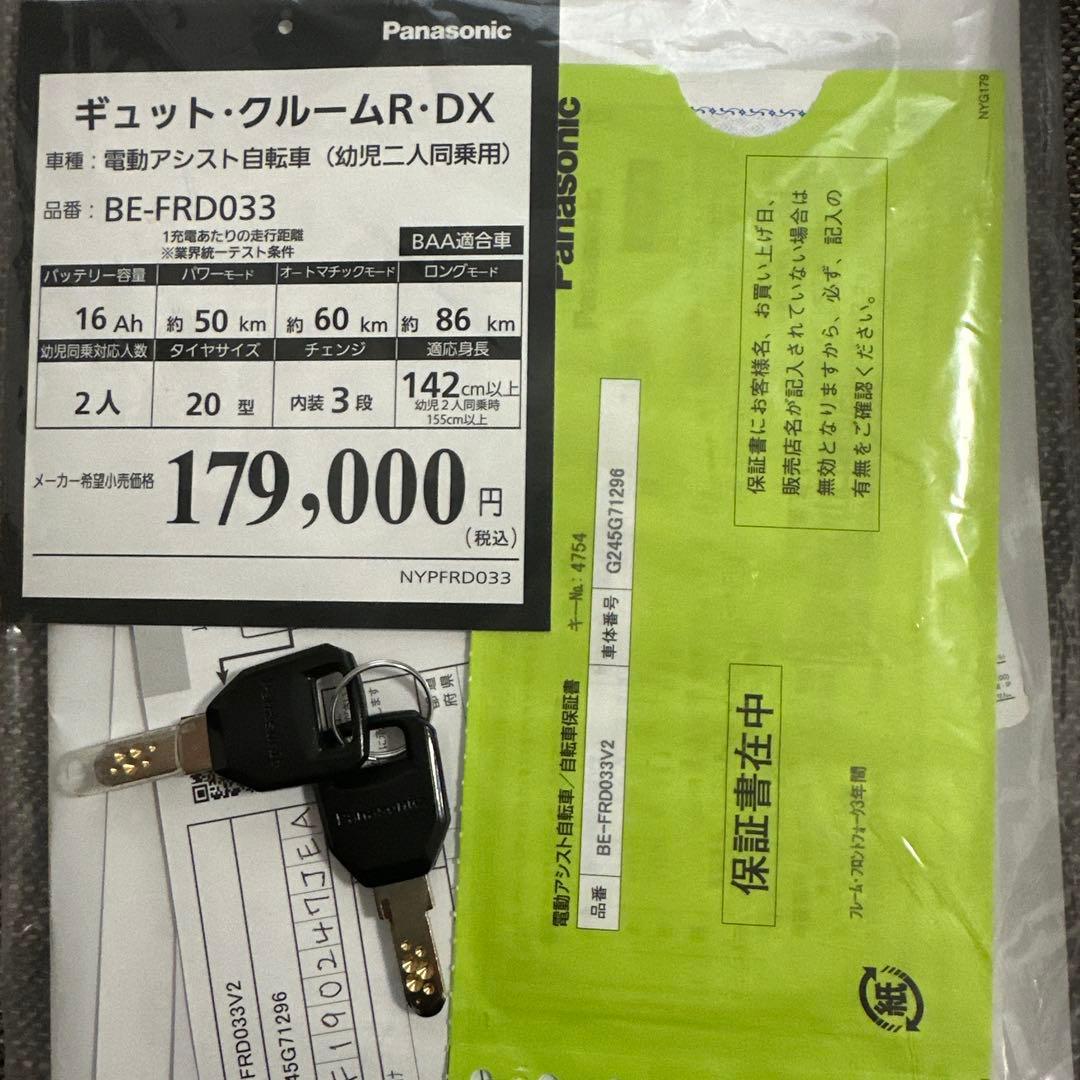 Panasonic
ギュット・クルームR・DX
車種：電動アシスト自転車（幼児二人同乗用）
品番：BE-FRD033
1充電あたりの走行距離
※業界統一テスト条件
BAA適合車
バッテリー容量 パワーモード オートマチックモード ロングモード
16 Ah 約 50 km 約 60 km 約 86 km
幼児同乗対応人数 タイヤサイズ チェンジ 適応身長
2人 20 型 内装 3 段 142cm以上
幼児2人同乗時
155cm以上
メーカー希望小売価格 179,000 円
(税込)
NYPFRD033
NYG179
Panasonic
保証書にお客様名、お買い上げ日、
販売店名が記入されていない場合は
無効となりますから、必ず、記入の
有無をご確認ください。
キーNo.: 4754
電動アシスト自転車／自転車保証書
品番 BE-FRD033V2 車体番号 G245G71296
保証書在中
フレーム・フロントフォーク3年間
紙
府県
します
Panasonic
FRD033V2
45G71296
F190247JEA